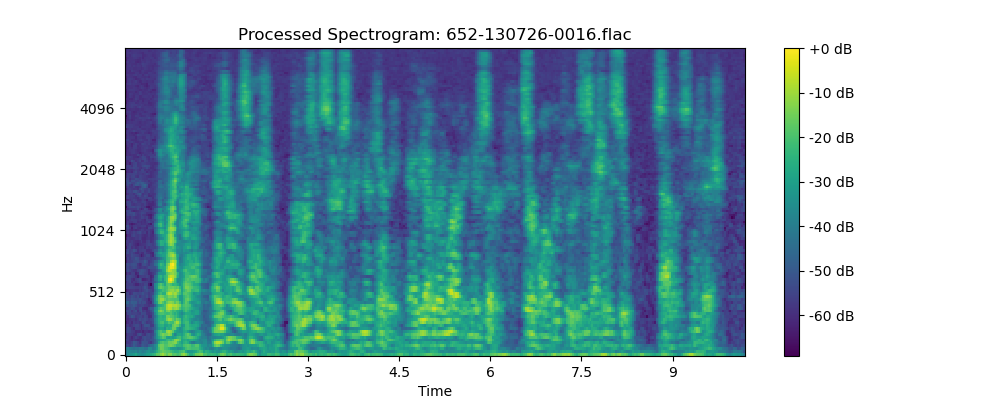 Processed Spectrogram: 652-130726-0016.flac
Hz
4096
2048
1024
512
0
0 1.5 3 4.5 6 7.5 9
Time
+0 dB
-10 dB
-20 dB
-30 dB
-40 dB
-50 dB
-60 dB